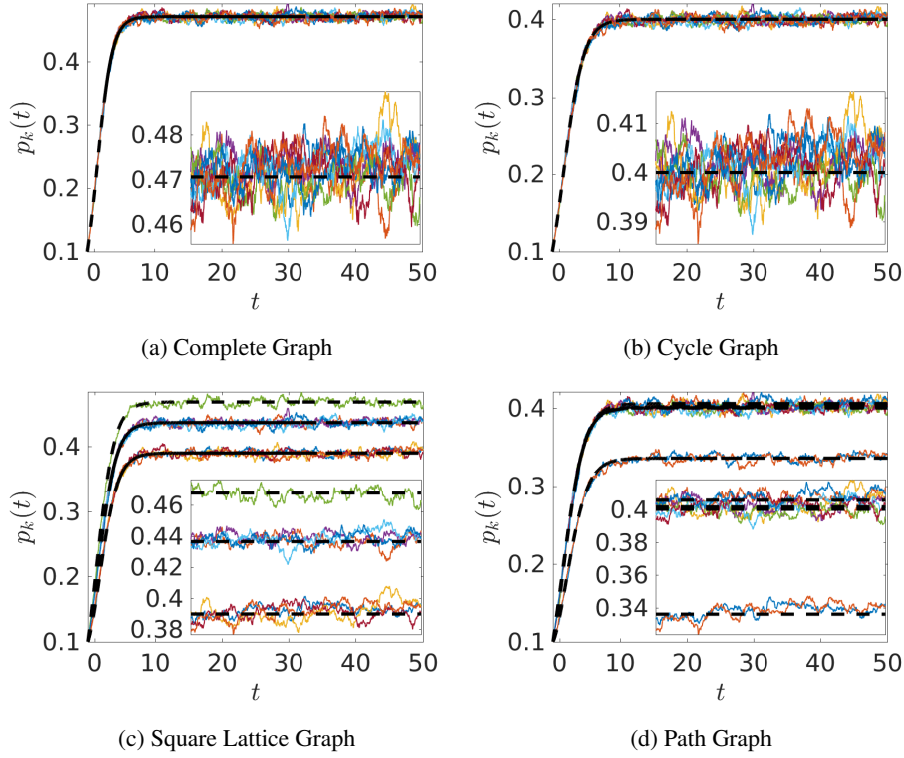 0.4
0.3
0.2
0.1
p_k(t)
0.48
0.47
0.46
0 10 20 30 40 50
t
(a) Complete Graph
0.4
0.3
0.2
0.1
p_k(t)
0.41
0.4
0.39
0 10 20 30 40 50
t
(b) Cycle Graph
0.4
0.3
0.2
0.1
p_k(t)
0.46
0.44
0.42
0.4
0.38
0 10 20 30 40 50
t
(c) Square Lattice Graph
0.4
0.3
0.2
0.1
p_k(t)
0.4
0.38
0.36
0.34
0 10 20 30 40 50
t
(d) Path Graph